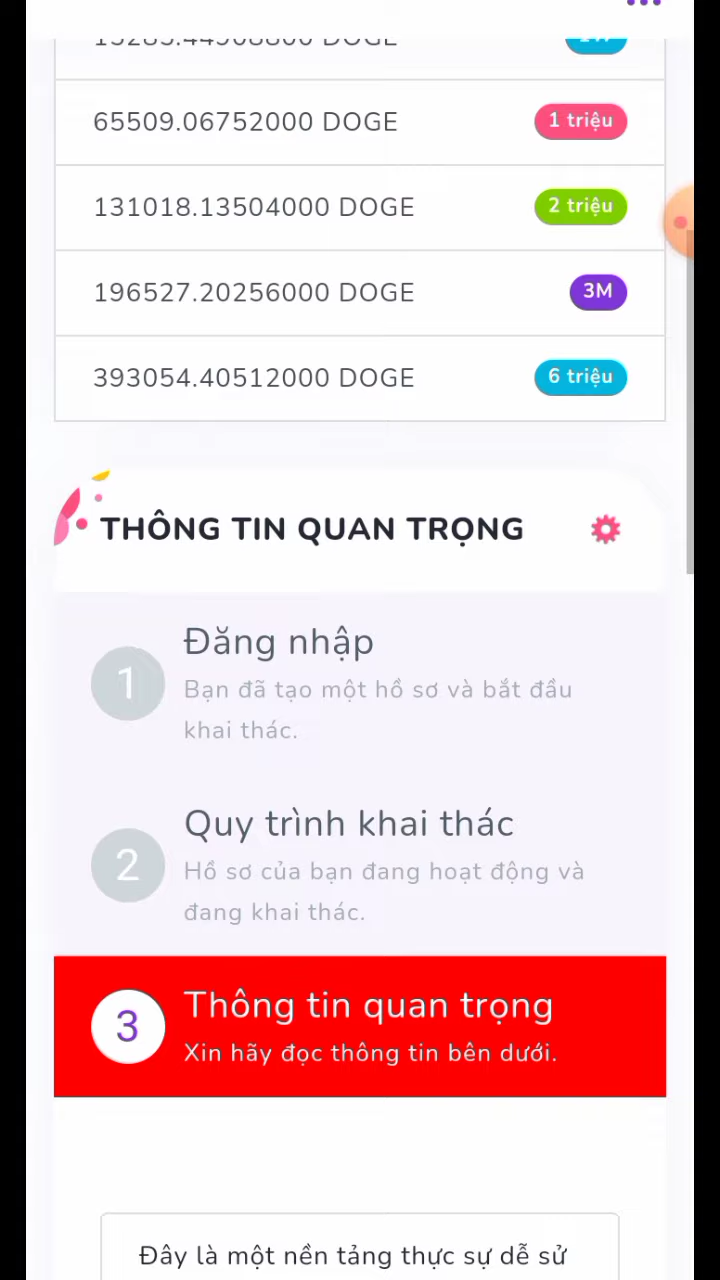 65509.06752000 DOGE 1 triệu
131018.13504000 DOGE 2 triệu
196527.20256000 DOGE 3M
393054.40512000 DOGE 6 triệu
THÔNG TIN QUAN TRỌNG
1 Đăng nhập
Bạn đã tạo một hồ sơ và bắt đầu
khai thác.
2 Quy trình khai thác
Hồ sơ của bạn đang hoạt động và
đang khai thác.
3 Thông tin quan trọng
Xin hãy đọc thông tin bên dưới.
Đây là một nền tảng thực sự dễ sử